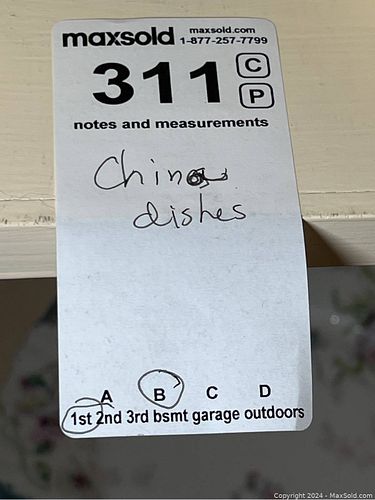 maxsold maxsold.com
1-877-257-7799
311 C
P
notes and measurements
China
dishes
A B C D
1st 2nd 3rd bsmt garage outdoors
Copyright © 2024 - MaxSold.com